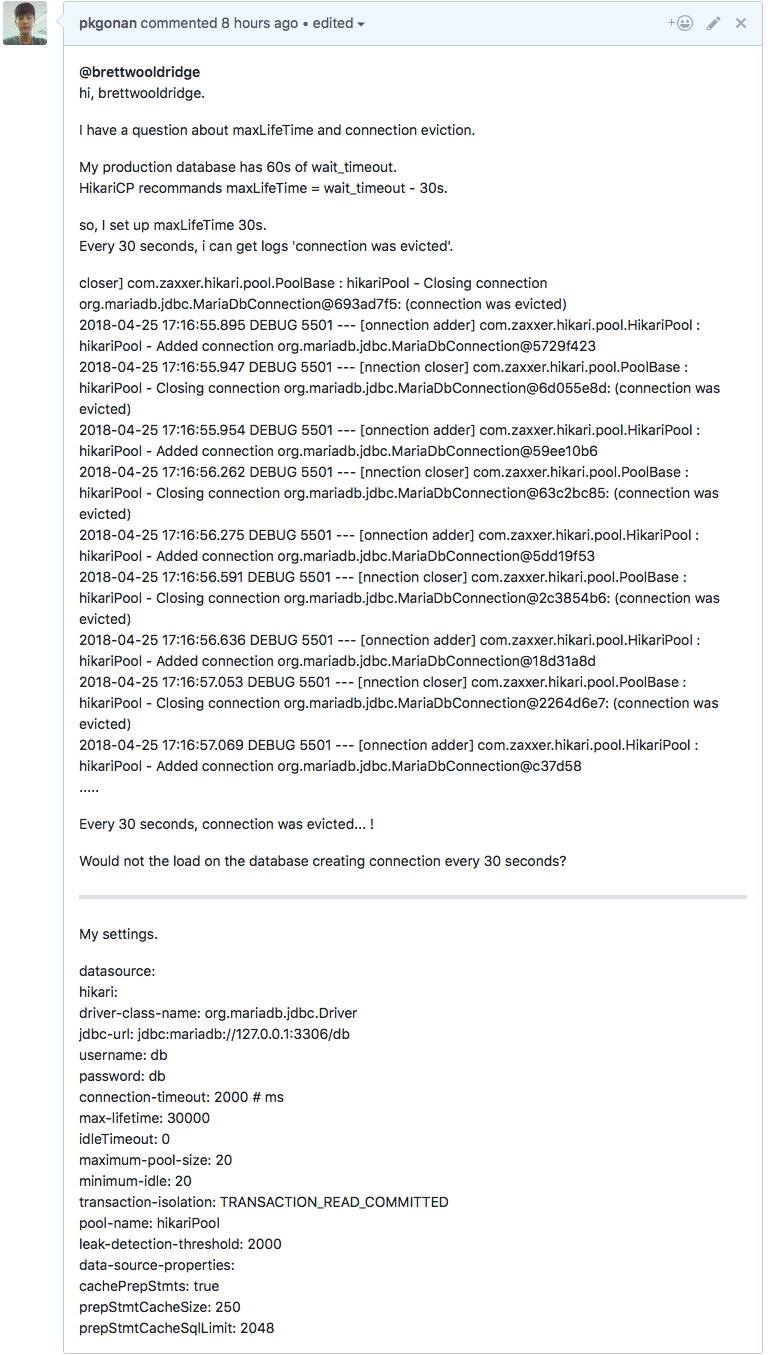 pkgonan commented 8 hours ago • edited
@brettwooldridge
hi, brettwooldridge.
I have a question about maxLifeTime and connection eviction.
My production database has 60s of wait_timeout.
HikariCP recommands maxLifeTime = wait_timeout - 30s.
so, I set up maxLifeTime 30s.
Every 30 seconds, i can get logs 'connection was evicted'.
closer] com.zaxxer.hikari.pool.PoolBase : hikariPool - Closing connection
org.mariadb.jdbc.MariaDbConnection@693ad7f5: (connection was evicted)
2018-04-25 17:16:55.895 DEBUG 5501 --- [onnection adder] com.zaxxer.hikari.pool.HikariPool :
hikariPool - Added connection org.mariadb.jdbc.MariaDbConnection@5729f423
2018-04-25 17:16:55.947 DEBUG 5501 --- [nnection closer] com.zaxxer.hikari.pool.PoolBase :
hikariPool - Closing connection org.mariadb.jdbc.MariaDbConnection@6d055e8d: (connection was
evicted)
2018-04-25 17:16:55.954 DEBUG 5501 --- [onnection adder] com.zaxxer.hikari.pool.HikariPool :
hikariPool - Added connection org.mariadb.jdbc.MariaDbConnection@59ee10b6
2018-04-25 17:16:56.262 DEBUG 5501 --- [nnection closer] com.zaxxer.hikari.pool.PoolBase :
hikariPool - Closing connection org.mariadb.jdbc.MariaDbConnection@63c2bc85: (connection was
evicted)
2018-04-25 17:16:56.275 DEBUG 5501 --- [onnection adder] com.zaxxer.hikari.pool.HikariPool :
hikariPool - Added connection org.mariadb.jdbc.MariaDbConnection@5dd19f53
2018-04-25 17:16:56.591 DEBUG 5501 --- [nnection closer] com.zaxxer.hikari.pool.PoolBase :
hikariPool - Closing connection org.mariadb.jdbc.MariaDbConnection@2c3854b6: (connection was
evicted)
2018-04-25 17:16:56.636 DEBUG 5501 --- [onnection adder] com.zaxxer.hikari.pool.HikariPool :
hikariPool - Added connection org.mariadb.jdbc.MariaDbConnection@18d31a8d
2018-04-25 17:16:57.053 DEBUG 5501 --- [nnection closer] com.zaxxer.hikari.pool.PoolBase :
hikariPool - Closing connection org.mariadb.jdbc.MariaDbConnection@2264d6e7: (connection was
evicted)
2018-04-25 17:16:57.069 DEBUG 5501 --- [onnection adder] com.zaxxer.hikari.pool.HikariPool :
hikariPool - Added connection org.mariadb.jdbc.MariaDbConnection@c37d58
.....
Every 30 seconds, connection was evicted... !
Would not the load on the database creating connection every 30 seconds?
My settings.
datasource:
hikari:
driver-class-name: org.mariadb.jdbc.Driver
jdbc-url: jdbc:mariadb://127.0.0.1:3306/db
username: db
password: db
connection-timeout: 2000 # ms
max-lifetime: 30000
idleTimeout: 0
maximum-pool-size: 20
minimum-idle: 20
transaction-isolation: TRANSACTION_READ_COMMITTED
pool-name: hikariPool
leak-detection-threshold: 2000
data-source-properties:
cachePrepStmts: true
prepStmtCacheSize: 250
prepStmtCacheSqlLimit: 2048